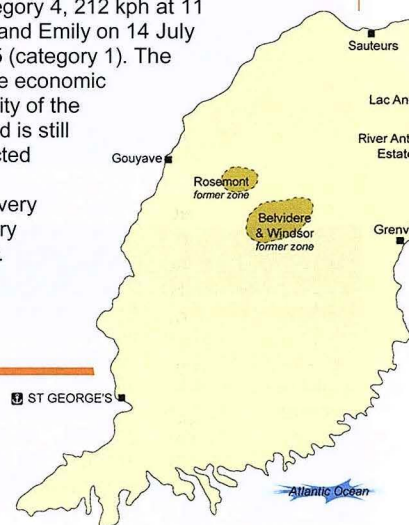 egory 4, 212 kph at 11
and Emily on 14 July
5 (category 1). The
e economic
ity of the
d is still
cted
very
ry
Sauteurs
Lac An
River Ant
Estate
Gouyave
Rosemont
former zone
Belvidere
& Windsor
former zone
Grenv
ST GEORGE'S
Atlantic Ocean